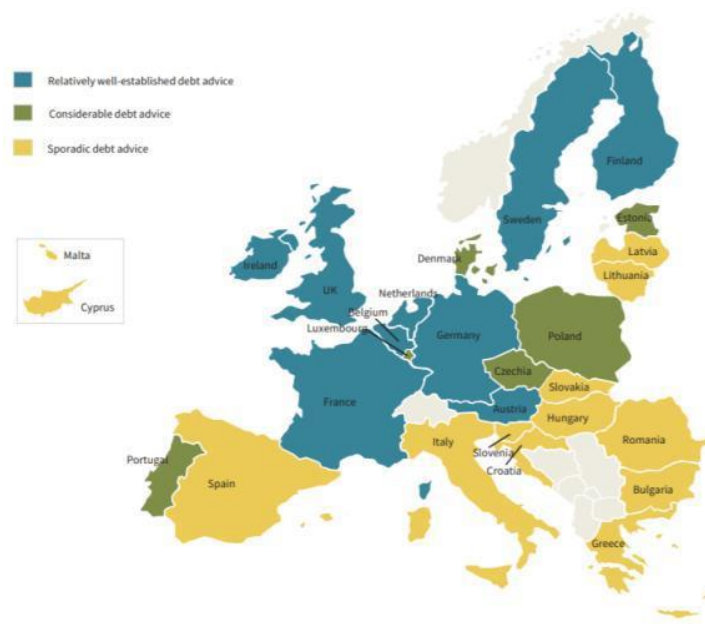 Relatively well-established debt advice
Considerable debt advice
Sporadic debt advice
Finland
Sweden
Estonia
Malta
Denmark
Latvia
Ireland
Lithuania
Cyprus
UK
Netherlands
Belgium
Luxembourg
Germany
Poland
Czechia
Slovakia
France
Austria
Hungary
Italy
Romania
Slovenia
Portugal
Croatia
Spain
Bulgaria
Greece